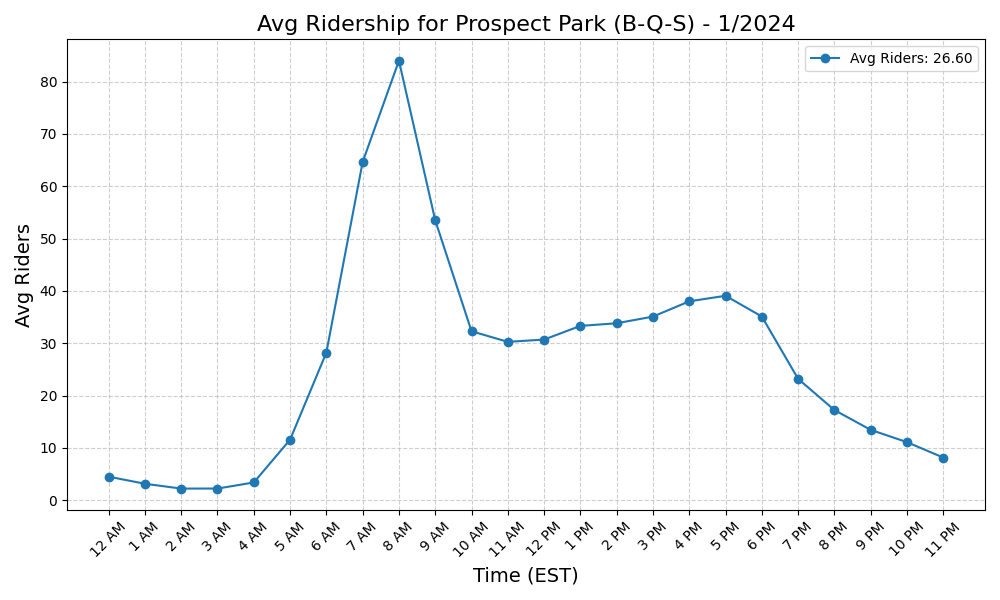 Avg Ridership for Prospect Park (B-Q-S) - 1/2024
Avg Riders: 26.60
Avg Riders
80
70
60
50
40
30
20
10
0
12 AM
1 AM
2 AM
3 AM
4 AM
5 AM
6 AM
7 AM
8 AM
9 AM
10 AM
11 AM
12 PM
1 PM
2 PM
3 PM
4 PM
5 PM
6 PM
7 PM
8 PM
9 PM
10 PM
11 PM
Time (EST)